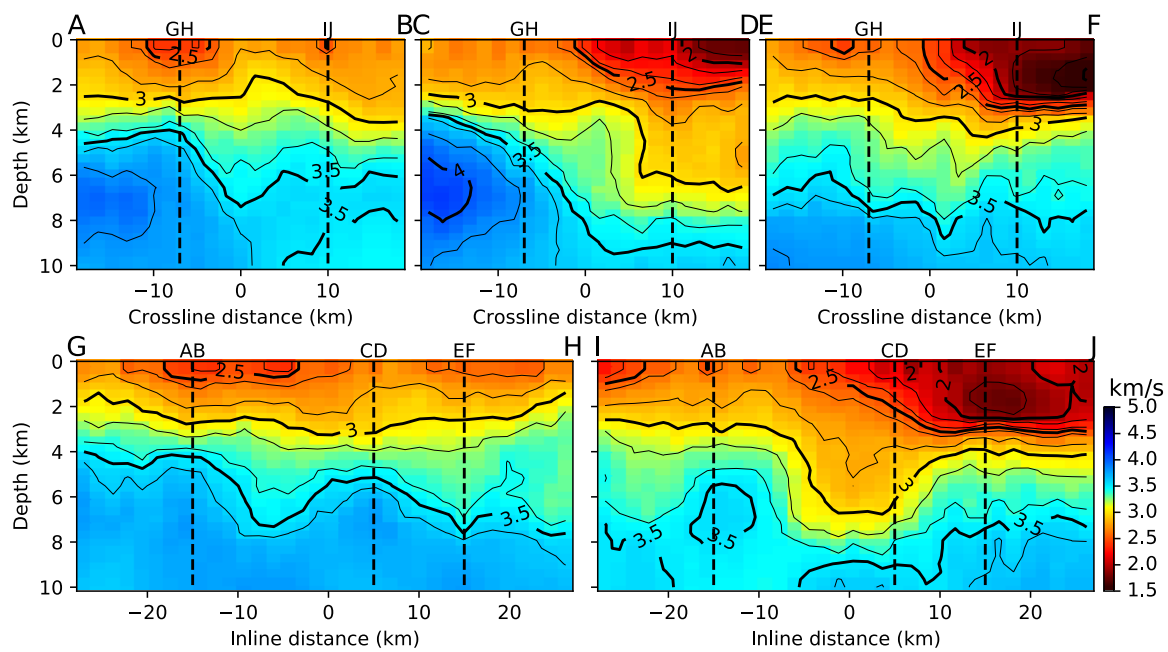 A GH IJ B C GH IJ D E GH IJ F
0 2.5 2.5 2 2.5 2
2 3 3 3
4 3.5 4
6 3.5 3.5
8 3.5
10
Depth (km)
−10 0 10 −10 0 10 −10 0 10
Crossline distance (km) Crossline distance (km) Crossline distance (km)
G AB CD EF H I AB CD EF J
0 2.5 2.5 2 2 2
2 3
4
6 3
8 3.5 3.5 3.5 3.5
10
Depth (km)
−20 −10 0 10 20 −20 −10 0 10 20
Inline distance (km) Inline distance (km)
km/s
5.0
4.5
4.0
3.5
3.0
2.5
2.0
1.5